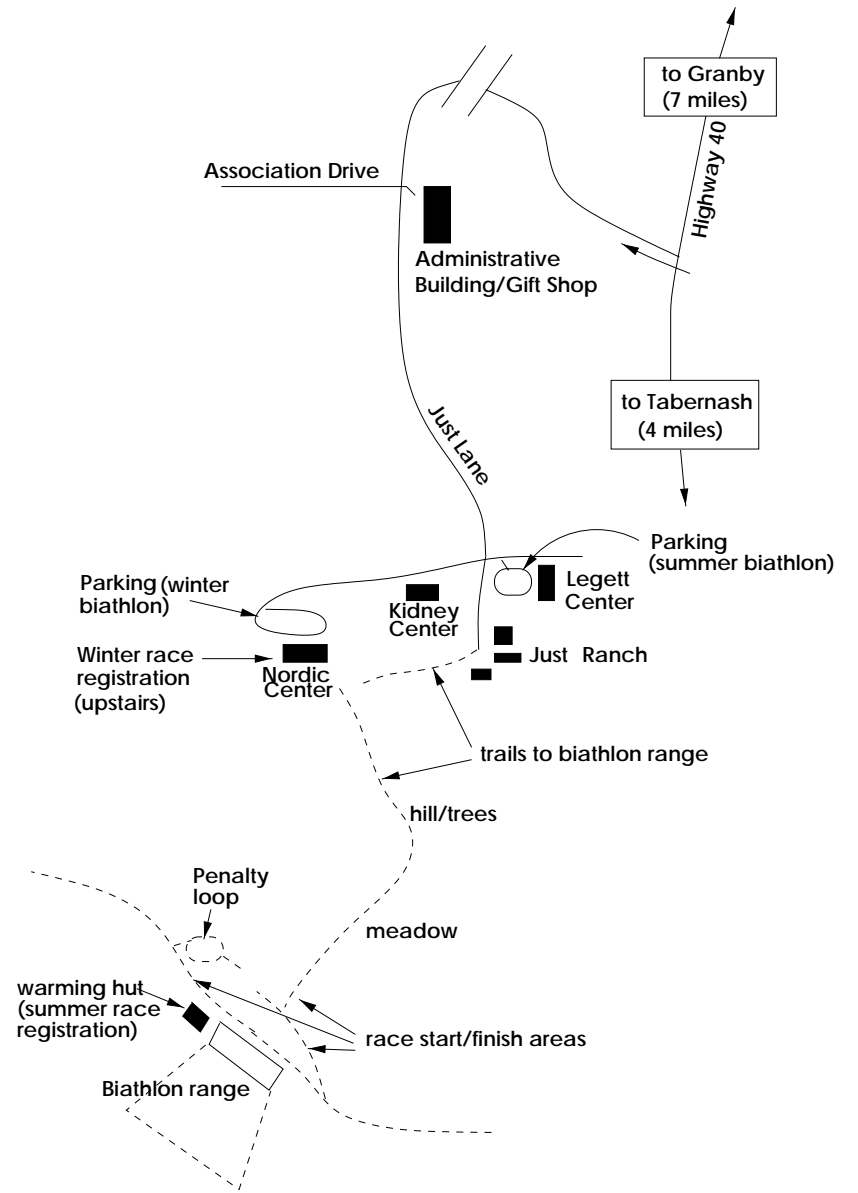 to Granby
(7 miles)
Highway 40
Association Drive
Administrative
Building/Gift Shop
to Tabernash
(4 miles)
Just Lane
Parking
(summer biathlon)
Parking (winter
biathlon)
Legett
Center
Kidney
Center
Winter race
registration
(upstairs)
Nordic
Center
Just Ranch
trails to biathlon range
hill/trees
Penalty
loop
meadow
warming hut
(summer race
registration)
race start/finish areas
Biathlon range